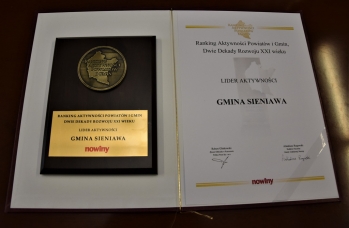 RANKING AKTYWNOŚCI POWIATÓW I GMIN
DWIE DEKADY ROZWOJU XXI WIEKU
LIDER AKTYWNOŚCI
GMINA SIENIAWA
nowiny
Ranking Aktywności Powiatów i Gmin,
Dwie Dekady Rozwoju XXI wieku
LIDER AKTYWNOŚCI
GMINA SIENIAWA
nowiny